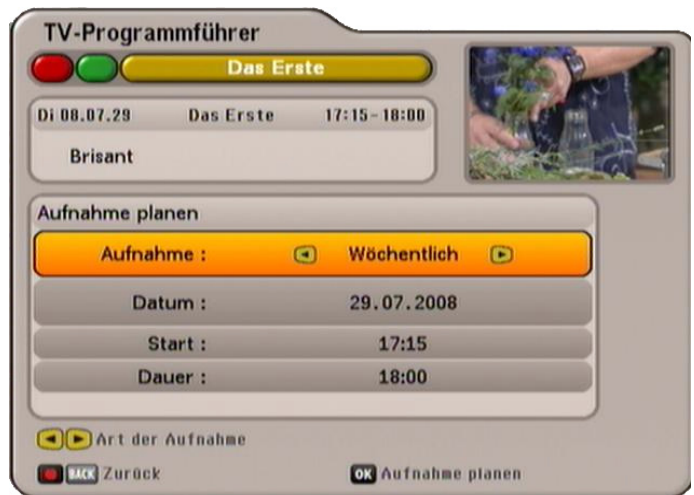 TV-Programmführer
Das Erste
Di 08.07.29 Das Erste 17:15-18:00
Brisant
Aufnahme planen
Aufnahme : Wöchentlich
Datum : 29.07.2008
Start : 17:15
Dauer : 18:00
Art der Aufnahme
BACK Zurück OK Aufnahme planen